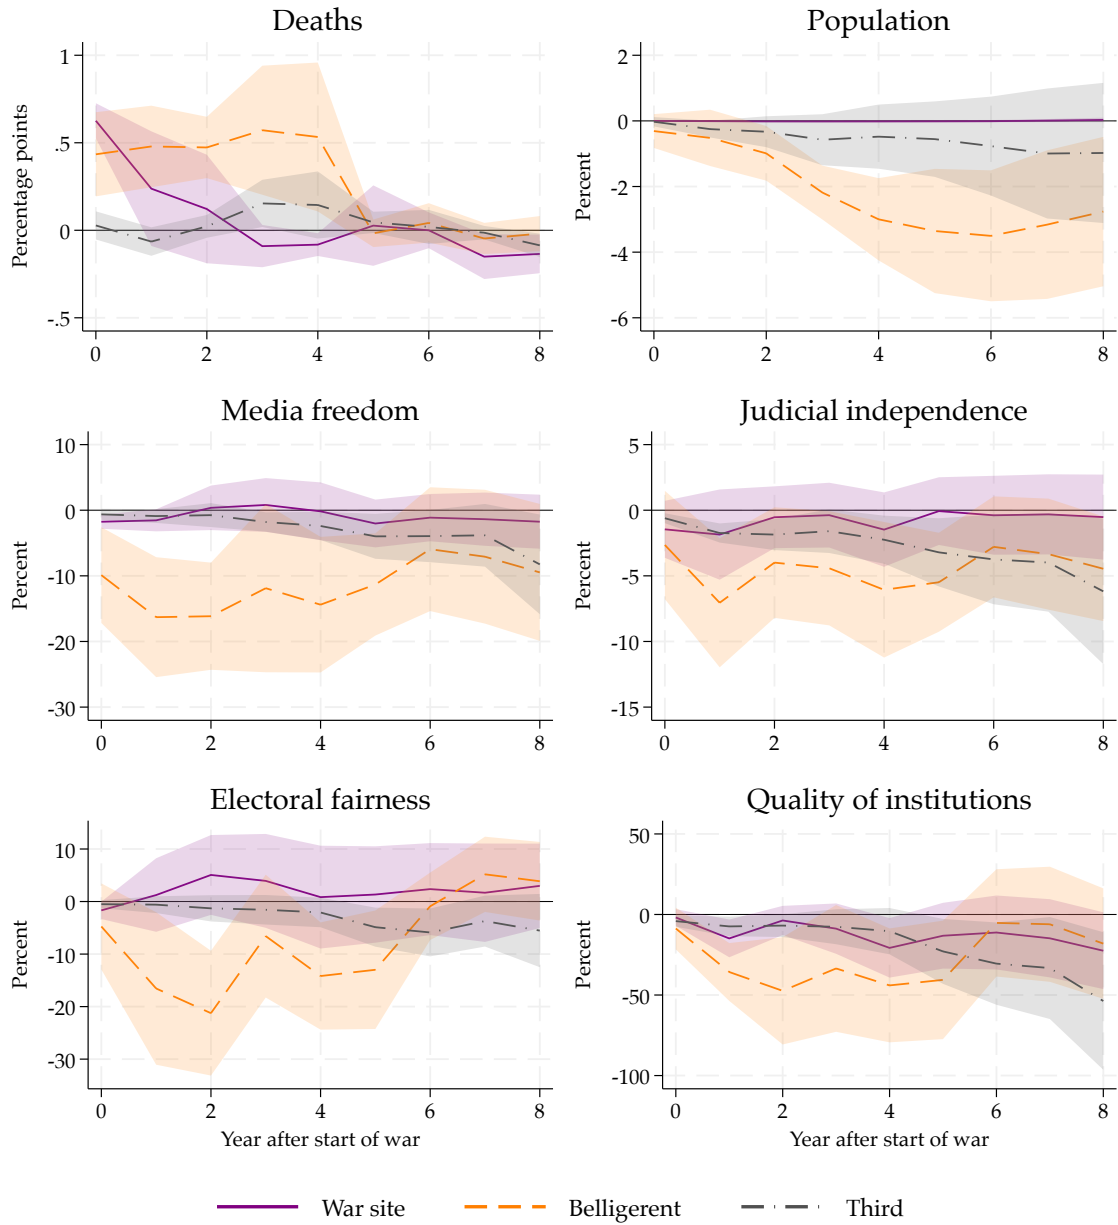 Deaths
Population
Percentage points
1
.5
0
-.5
0 2 4 6 8
Percent
2
0
-2
-4
-6
0 2 4 6 8
Media freedom
Judicial independence
Percent
10
0
-10
-20
-30
0 2 4 6 8
Percent
5
0
-5
-10
-15
0 2 4 6 8
Electoral fairness
Quality of institutions
Percent
10
0
-10
-20
-30
0 2 4 6 8
Year after start of war
Percent
50
0
-50
-100
0 2 4 6 8
Year after start of war
War site Belligerent Third